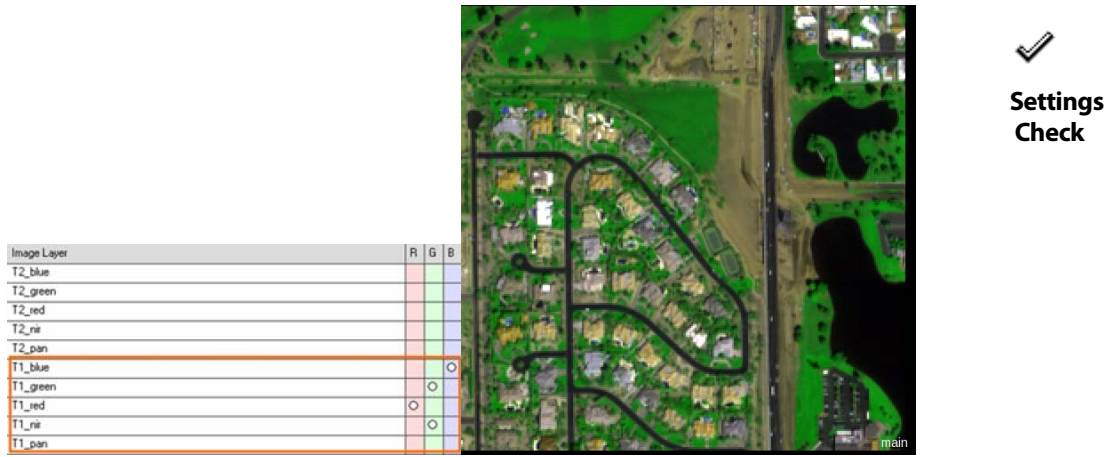 Settings
Check
Image Layer R G B
T2_blue
T2_green
T2_red
T2_nir
T2_pan
T1_blue
T1_green
T1_red
T1_nir
T1_pan
main